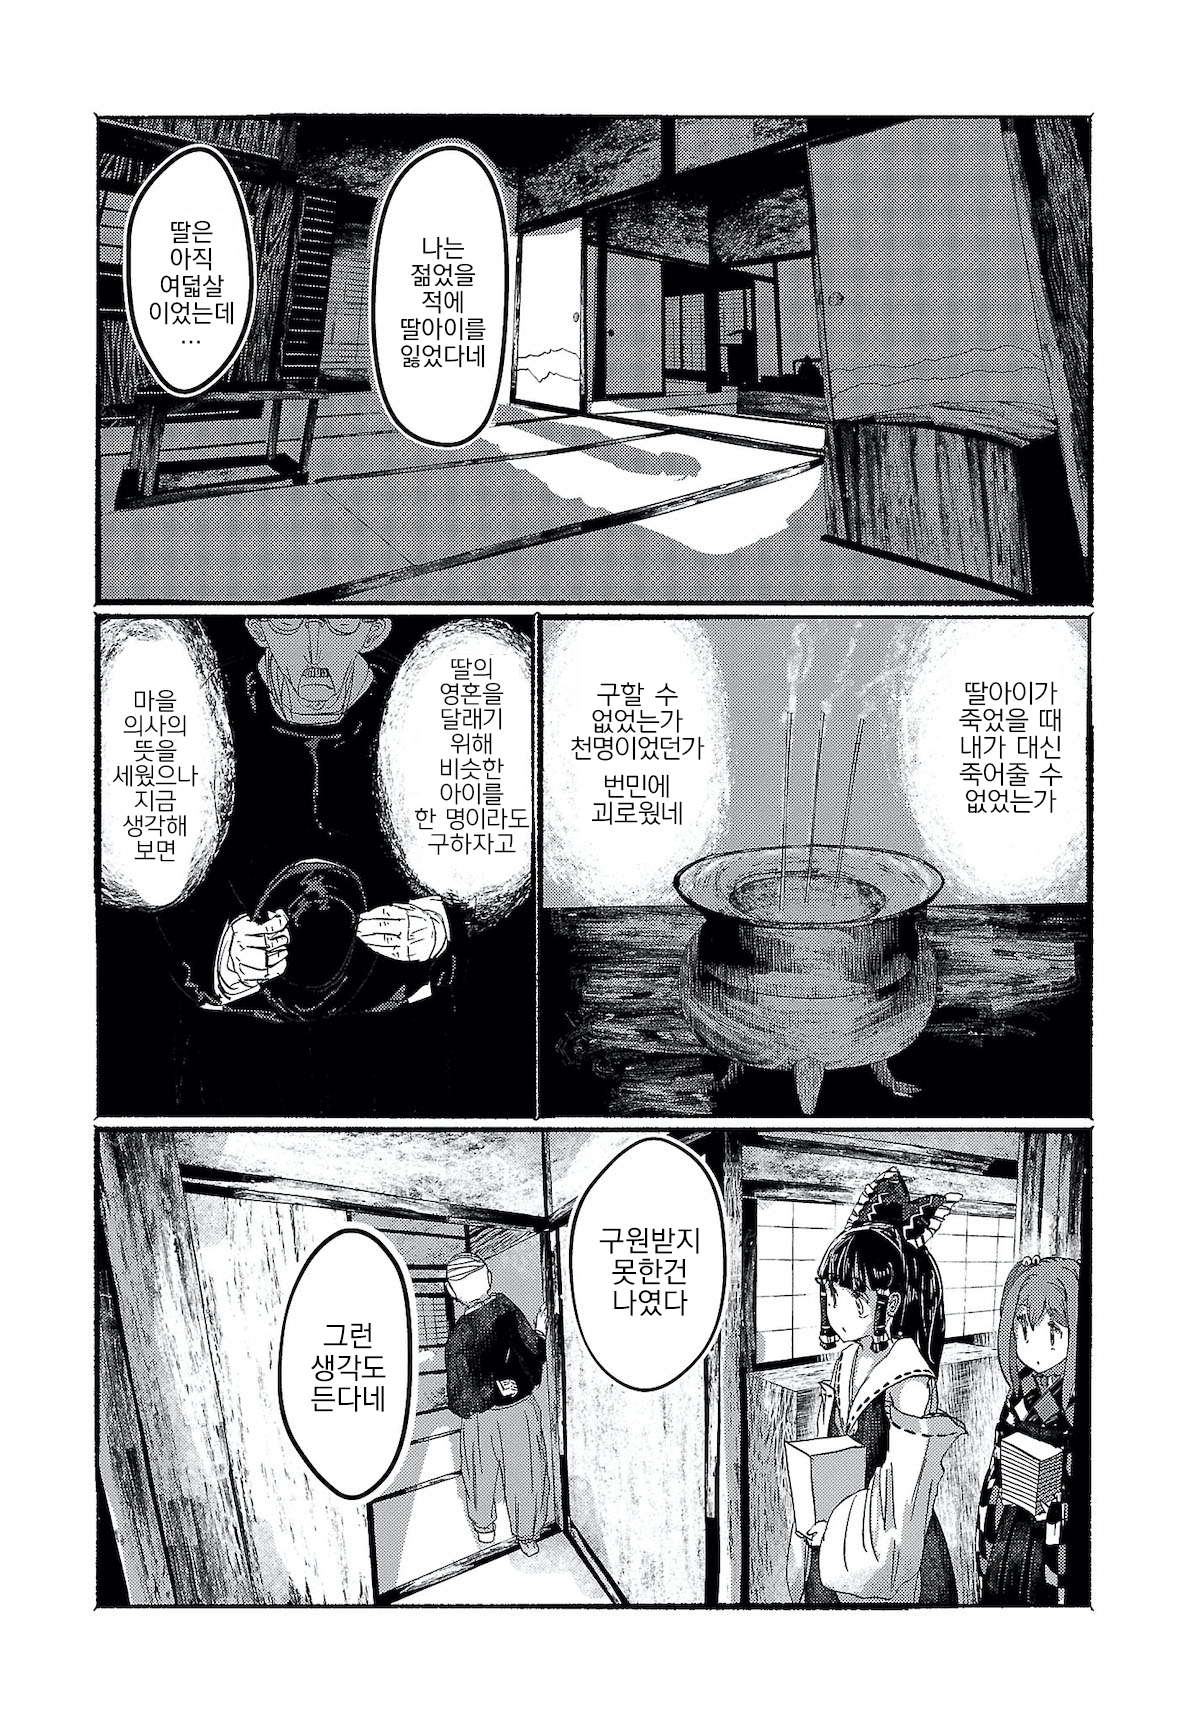 나는
젊었을
적에
딸아이를
잃었다네
딸은
아직
여덟살
이었는데
...
딸아이가
죽었을 때
내가 대신
죽어줄 수
없었는가
구할 수
없었는가
천명이었던가
번민에
괴로웠네
딸의
영혼을
달래기
위해
비슷한
아이를
한 명이라도
구하자고
마을
의사의
뜻을
세웠으나
지금
생각해
보면
구원받지
못한건
나였다
그런
생각도
든다네